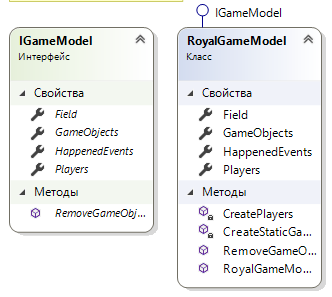 IGameModel
IGameModel
Интерфейс
Свойства
Field
GameObjects
HappenedEvents
Players
Методы
RemoveGameObj...
RoyalGameModel
Класс
Свойства
Field
GameObjects
HappenedEvents
Players
Методы
CreatePlayers
CreateStaticGa...
RemoveGameO...
RoyalGameMo...